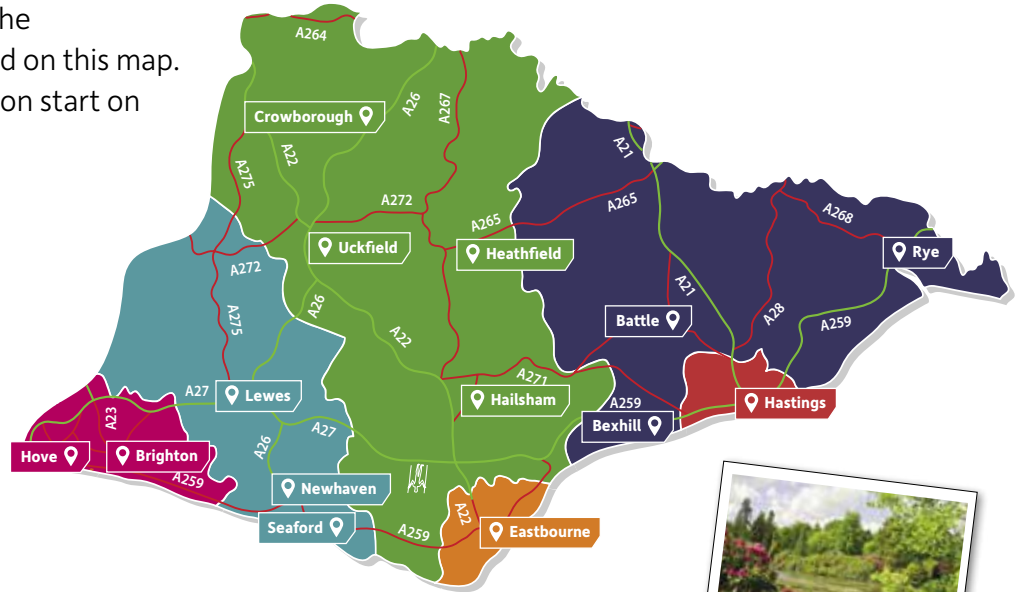 he
d on this map.
on start on
A264
Crowborough
A26
A267
A22
A275
A21
A272
A265
A265
A268
Uckfield
Heathfield
Rye
A272
A26
A275
A21
A22
Battle
A28
A259
A271
A27
Lewes
Hailsham
A259
Hastings
A23
Bexhill
A27
A26
Hove
Brighton
A259
Newhaven
Seaford
A259
A22
Eastbourne